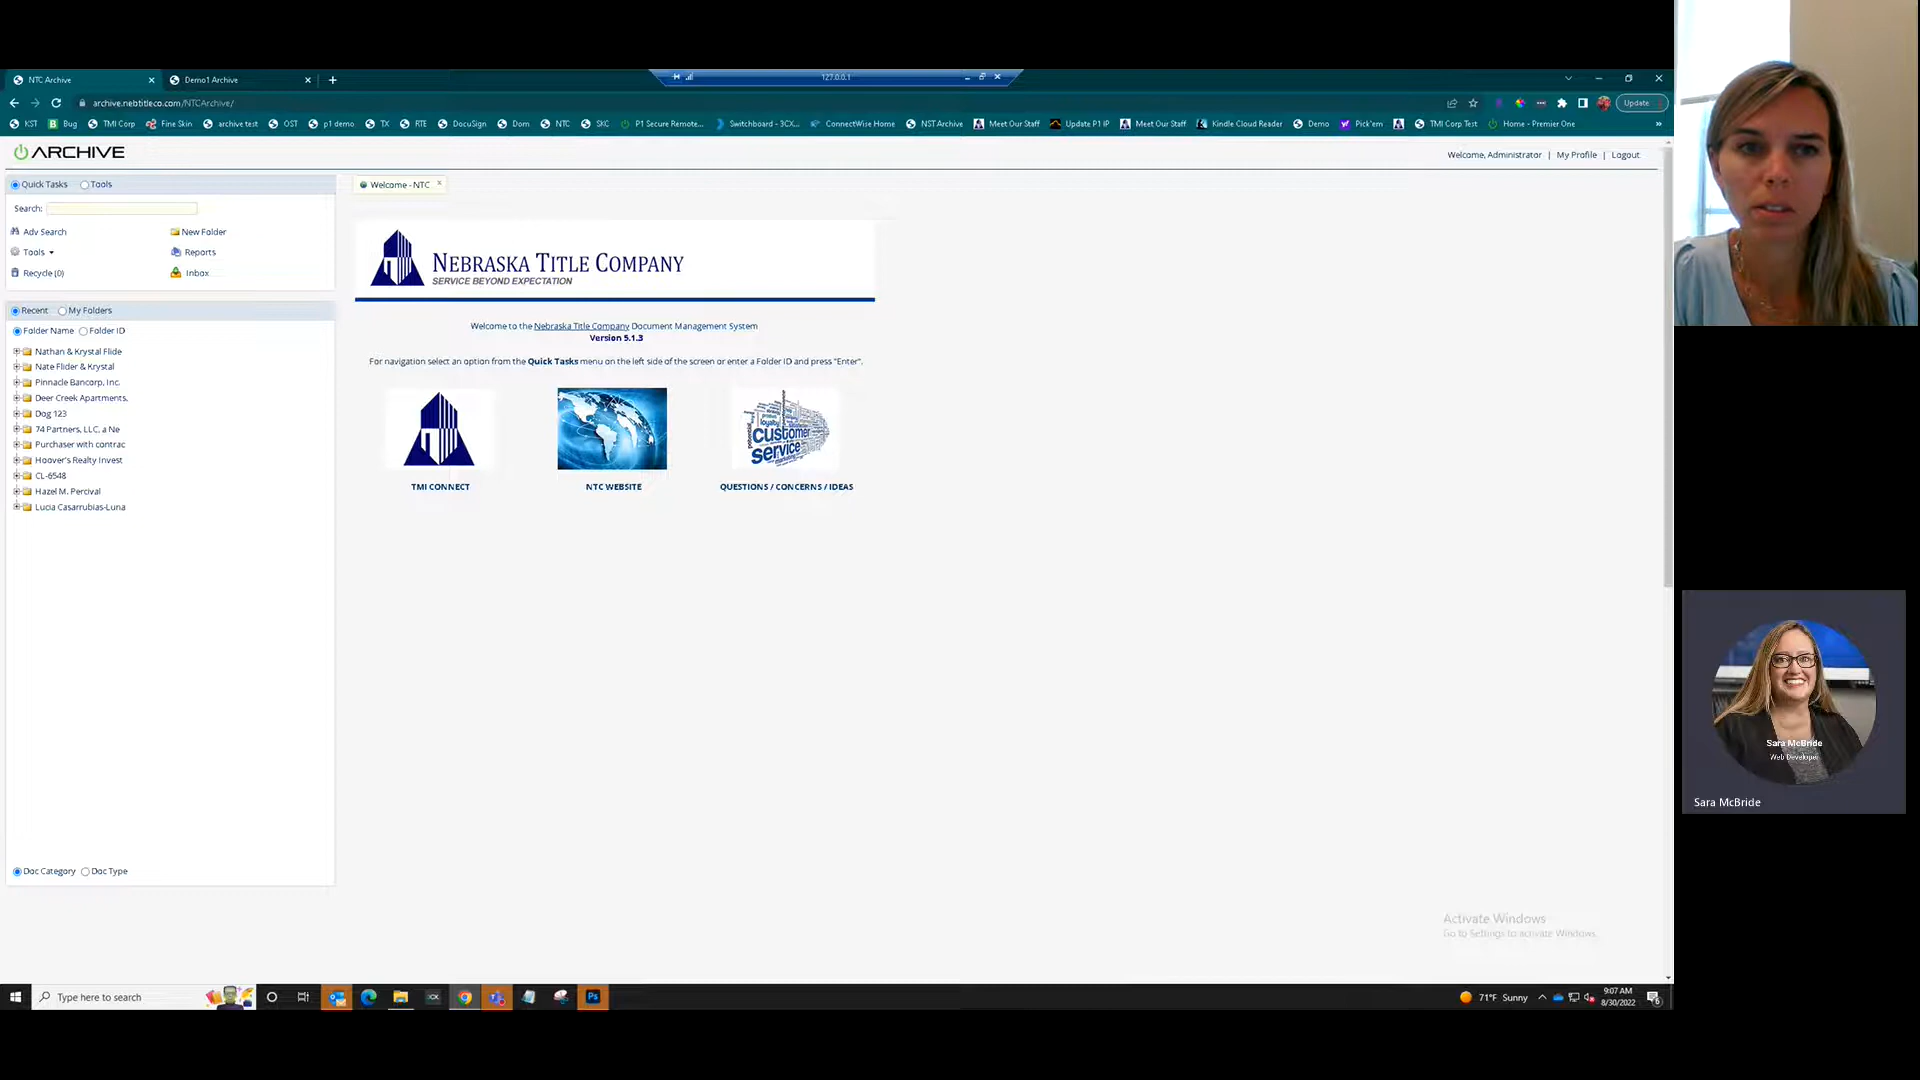 NTC Archive
Demo1 Archive
127.0.0.1
archive.nebtitleco.com/NTCArchive/
Update
KST Bug TMI Corp Fine Skin archive test OST p1 demo TX RTE DocuSign Dom NTC SKC P1 Secure Remote... Switchboard - 3CX... ConnectWise Home NST Archive Meet Our Staff Update P1 IP Meet Our Staff Kindle Cloud Reader Demo Pick'em TMI Corp Test Home - Premier One »
ARCHIVE
Welcome, Administrator | My Profile | Logout
Quick Tasks Tools
Search:
Adv Search New Folder
Tools Reports
Recycle (0) Inbox
Recent My Folders
Folder Name Folder ID
Nathan & Krystal Flide
Nate Flider & Krystal
Pinnacle Bancorp, Inc.
Deer Creek Apartments,
Dog 123
74 Partners, LLC, a Ne
Purchaser with contrac
Hoover's Realty Invest
CL-6548
Hazel M. Percival
Lucia Casarrubias-Luna
Doc Category Doc Type
Welcome - NTC
NEBRASKA TITLE COMPANY
SERVICE BEYOND EXPECTATION
Welcome to the Nebraska Title Company Document Management System
Version 5.1.3
For navigation select an option from the Quick Tasks menu on the left side of the screen or enter a Folder ID and press "Enter".
customer
service
loyalty
TMI CONNECT
NTC WEBSITE
QUESTIONS / CONCERNS / IDEAS
Activate Windows
Go to Settings to activate Windows.
Type here to search
Ps
71°F Sunny
9:07 AM
8/30/2022
Sara McBride
Web Developer
Sara McBride